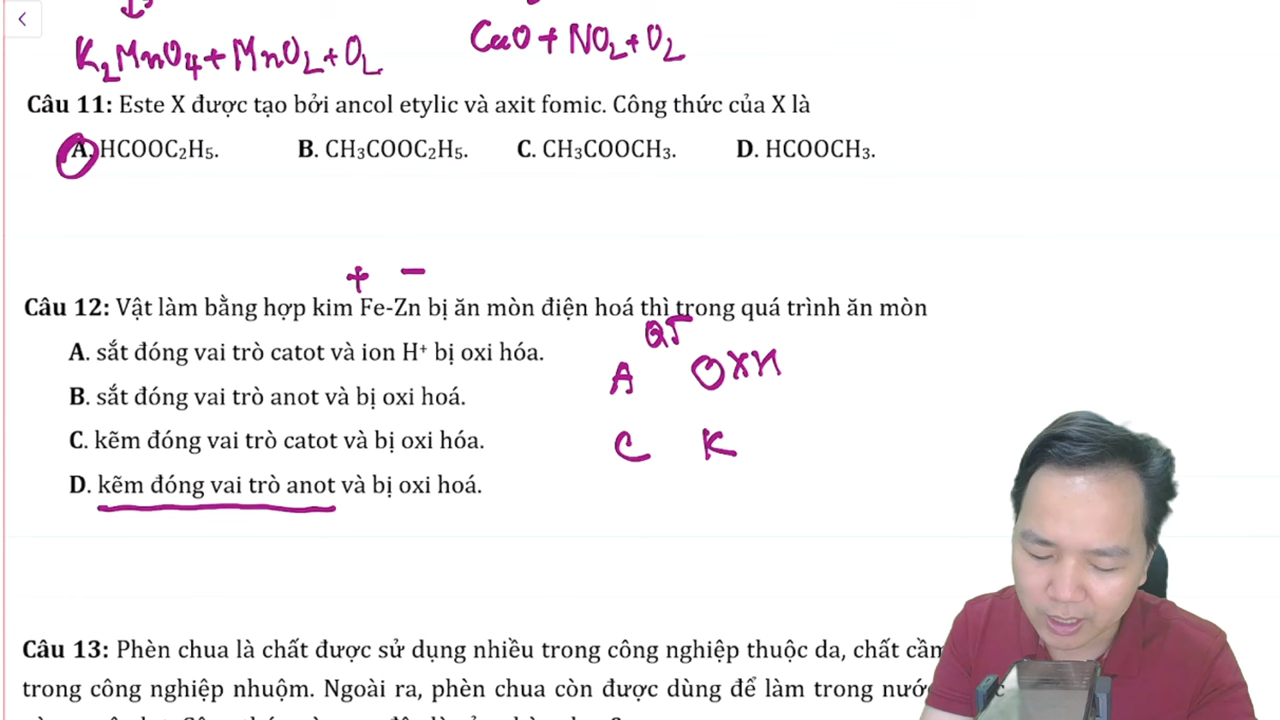 K₂MnO₄ + MnO₂ + O₂
CuO + NO₂ + O₂
Câu 11: Este X được tạo bởi ancol etylic và axit fomic. Công thức của X là
A. HCOOC₂H₅. B. CH₃COOC₂H₅. C. CH₃COOCH₃. D. HCOOCH₃.
+ −
Câu 12: Vật làm bằng hợp kim Fe-Zn bị ăn mòn điện hoá thì trong quá trình ăn mòn
QT
A. sắt đóng vai trò catot và ion H⁺ bị oxi hóa.
A OXH
B. sắt đóng vai trò anot và bị oxi hoá.
C. kẽm đóng vai trò catot và bị oxi hóa.
C K
D. kẽm đóng vai trò anot và bị oxi hoá.
Câu 13: Phèn chua là chất được sử dụng nhiều trong công nghiệp thuộc da, chất cầm
trong công nghiệp nhuộm. Ngoài ra, phèn chua còn được dùng để làm trong nước